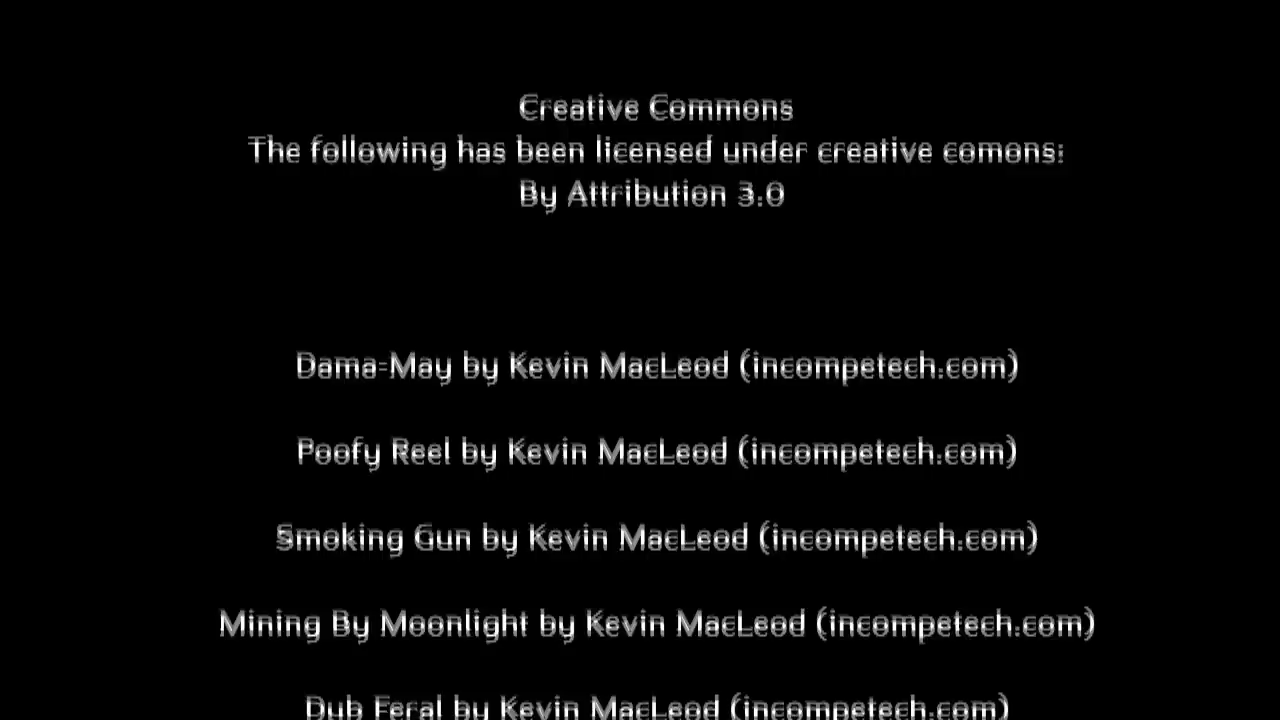 Creative Commons
The following has been licensed under creative comons:
By Attribution 3.0
Dama-May by Kevin MacLeod (incompetech.com)
Poofy Reel by Kevin MacLeod (incompetech.com)
Smoking Gun by Kevin MacLeod (incompetech.com)
Mining By Moonlight by Kevin MacLeod (incompetech.com)
Dub Feral by Kevin MacLeod (incompetech.com)